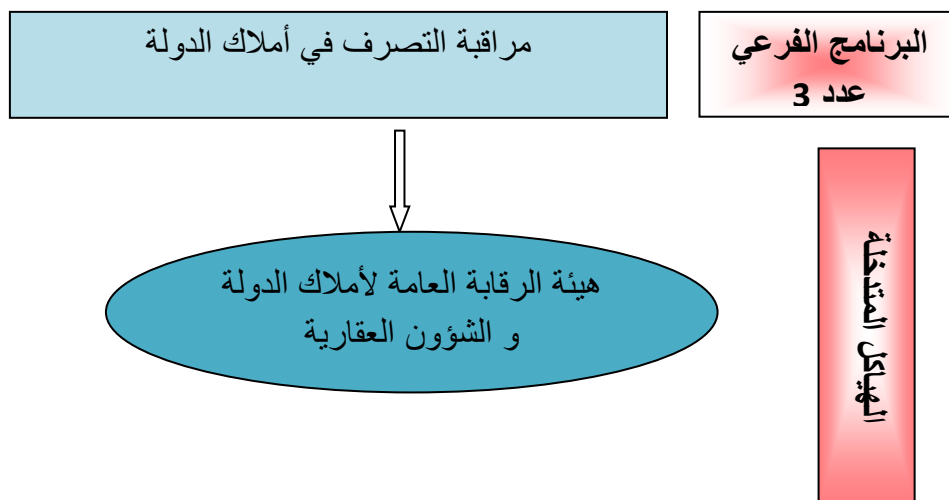 البرنامج الفرعي
عدد 3
مراقبة التصرف في أملاك الدولة
هيئة الرقابة العامة لأملاك الدولة
و الشؤون العقارية
الهياكل المتدخلة